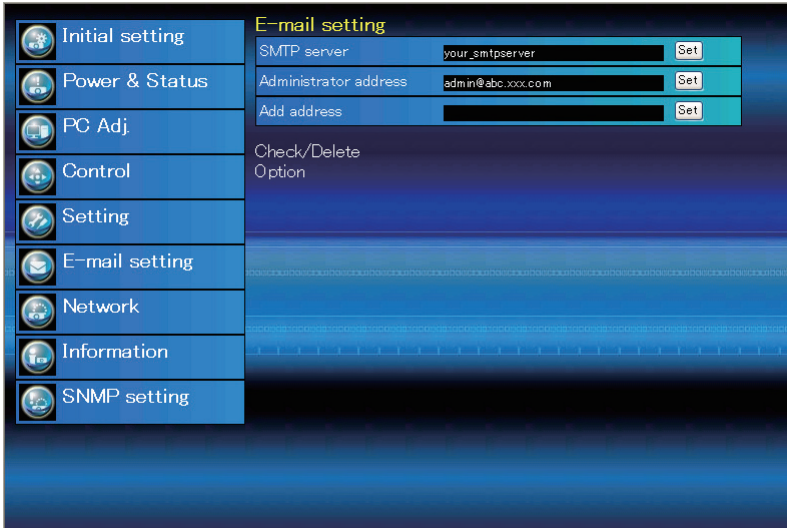 Initial setting
Power & Status
PC Adj.
Control
Setting
E-mail setting
Network
Information
SNMP setting
E-mail setting
SMTP server your_smtpserver Set
Administrator address admin@abc.xxx.com Set
Add address Set
Check/Delete
Option